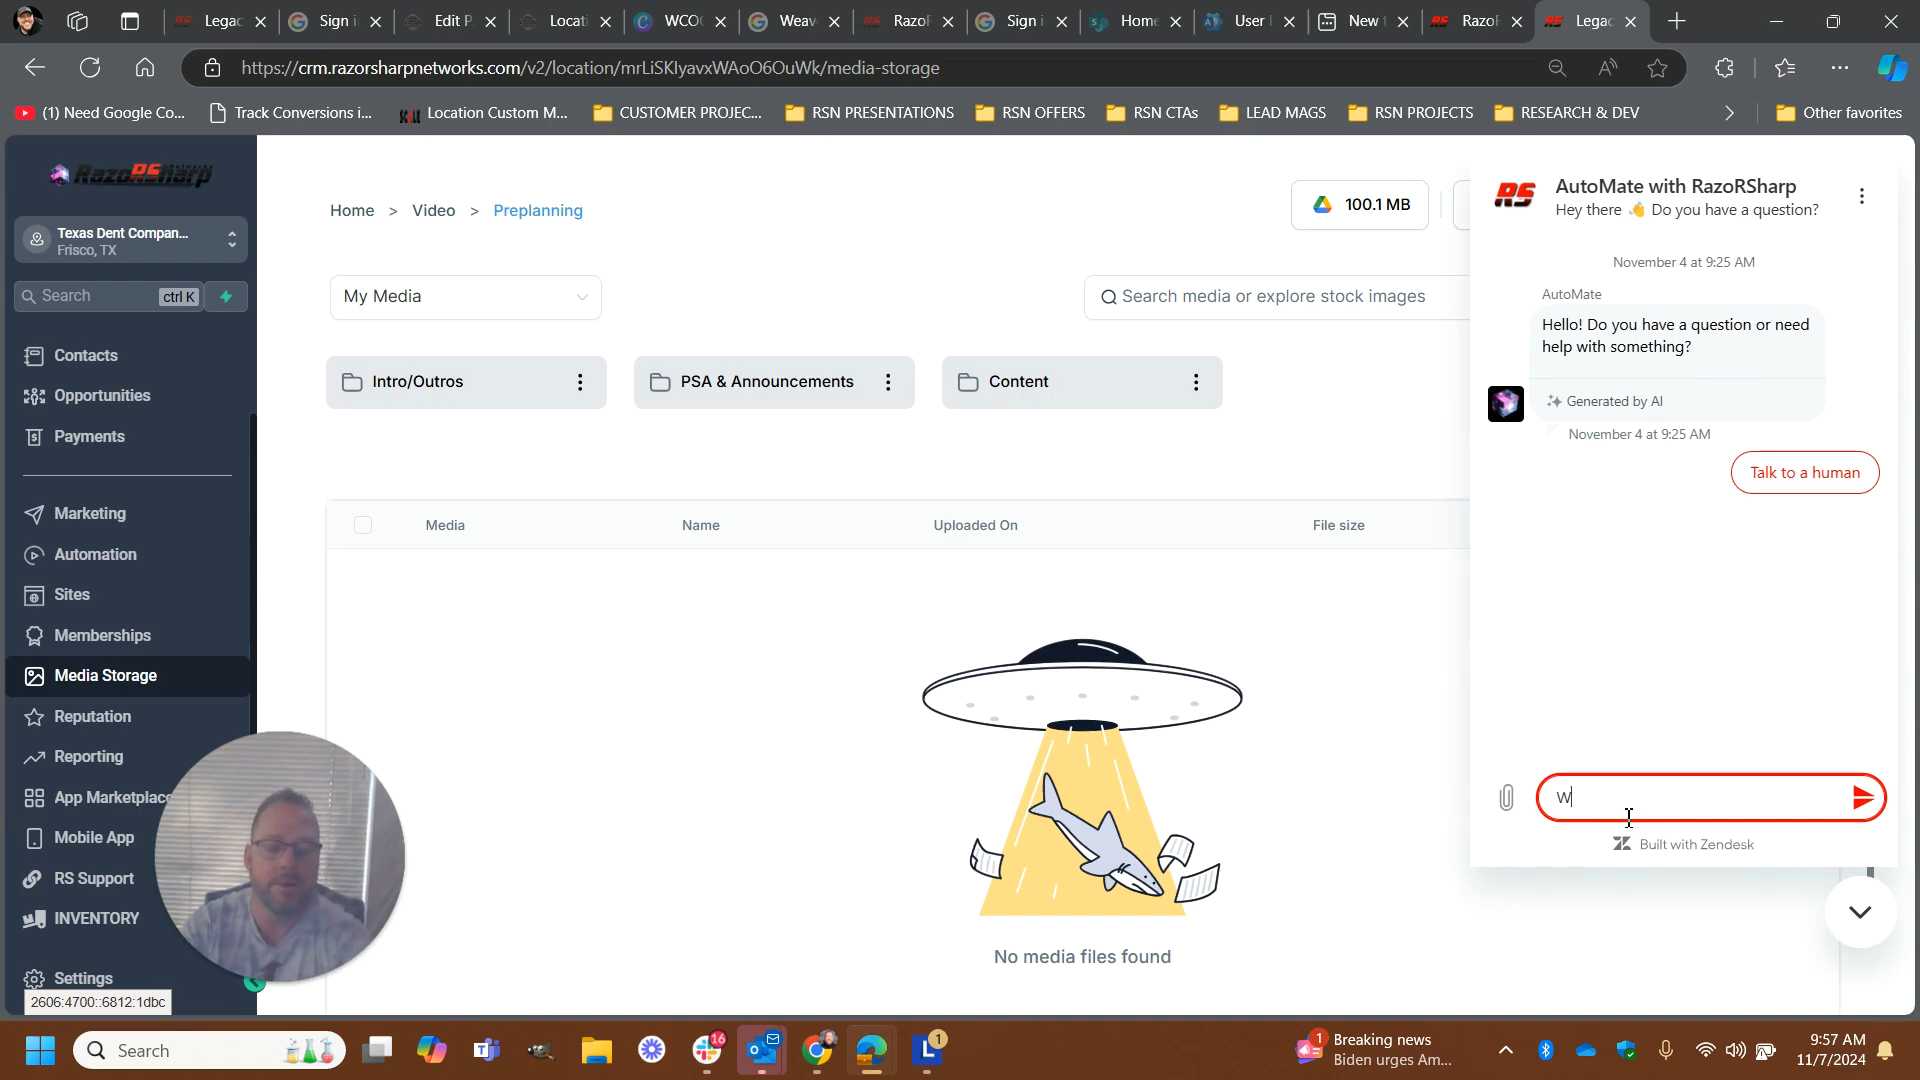 Legac
Sign i
Edit P
Locati
WCO
Weav
RazoR
Sign i
Home
User I
New t
RazoR
Legac
https://crm.razorsharpnetworks.com/v2/location/mrLiSKlyavxWAoO6OuWk/media-storage
(1) Need Google Co...
Track Conversions i...
Location Custom M...
CUSTOMER PROJEC...
RSN PRESENTATIONS
RSN OFFERS
RSN CTAs
LEAD MAGS
RSN PROJECTS
RESEARCH & DEV
Other favorites
RazoRSharp
Texas Dent Compan...
Frisco, TX
Search ctrl K
Contacts
Opportunities
Payments
Marketing
Automation
Sites
Memberships
Media Storage
Reputation
Reporting
App Marketplac
Mobile App
RS Support
INVENTORY
Settings
2606:4700::6812:1dbc
Home > Video > Preplanning
100.1 MB
My Media
Search media or explore stock images
Intro/Outros
PSA & Announcements
Content
Media Name Uploaded On File size
No media files found
RS
AutoMate with RazoRSharp
Hey there 👋 Do you have a question?
November 4 at 9:25 AM
AutoMate
Hello! Do you have a question or need
help with something?
Generated by AI
November 4 at 9:25 AM
Talk to a human
W
Built with Zendesk
Search
16
1
1
Breaking news
Biden urges Am...
9:57 AM
11/7/2024